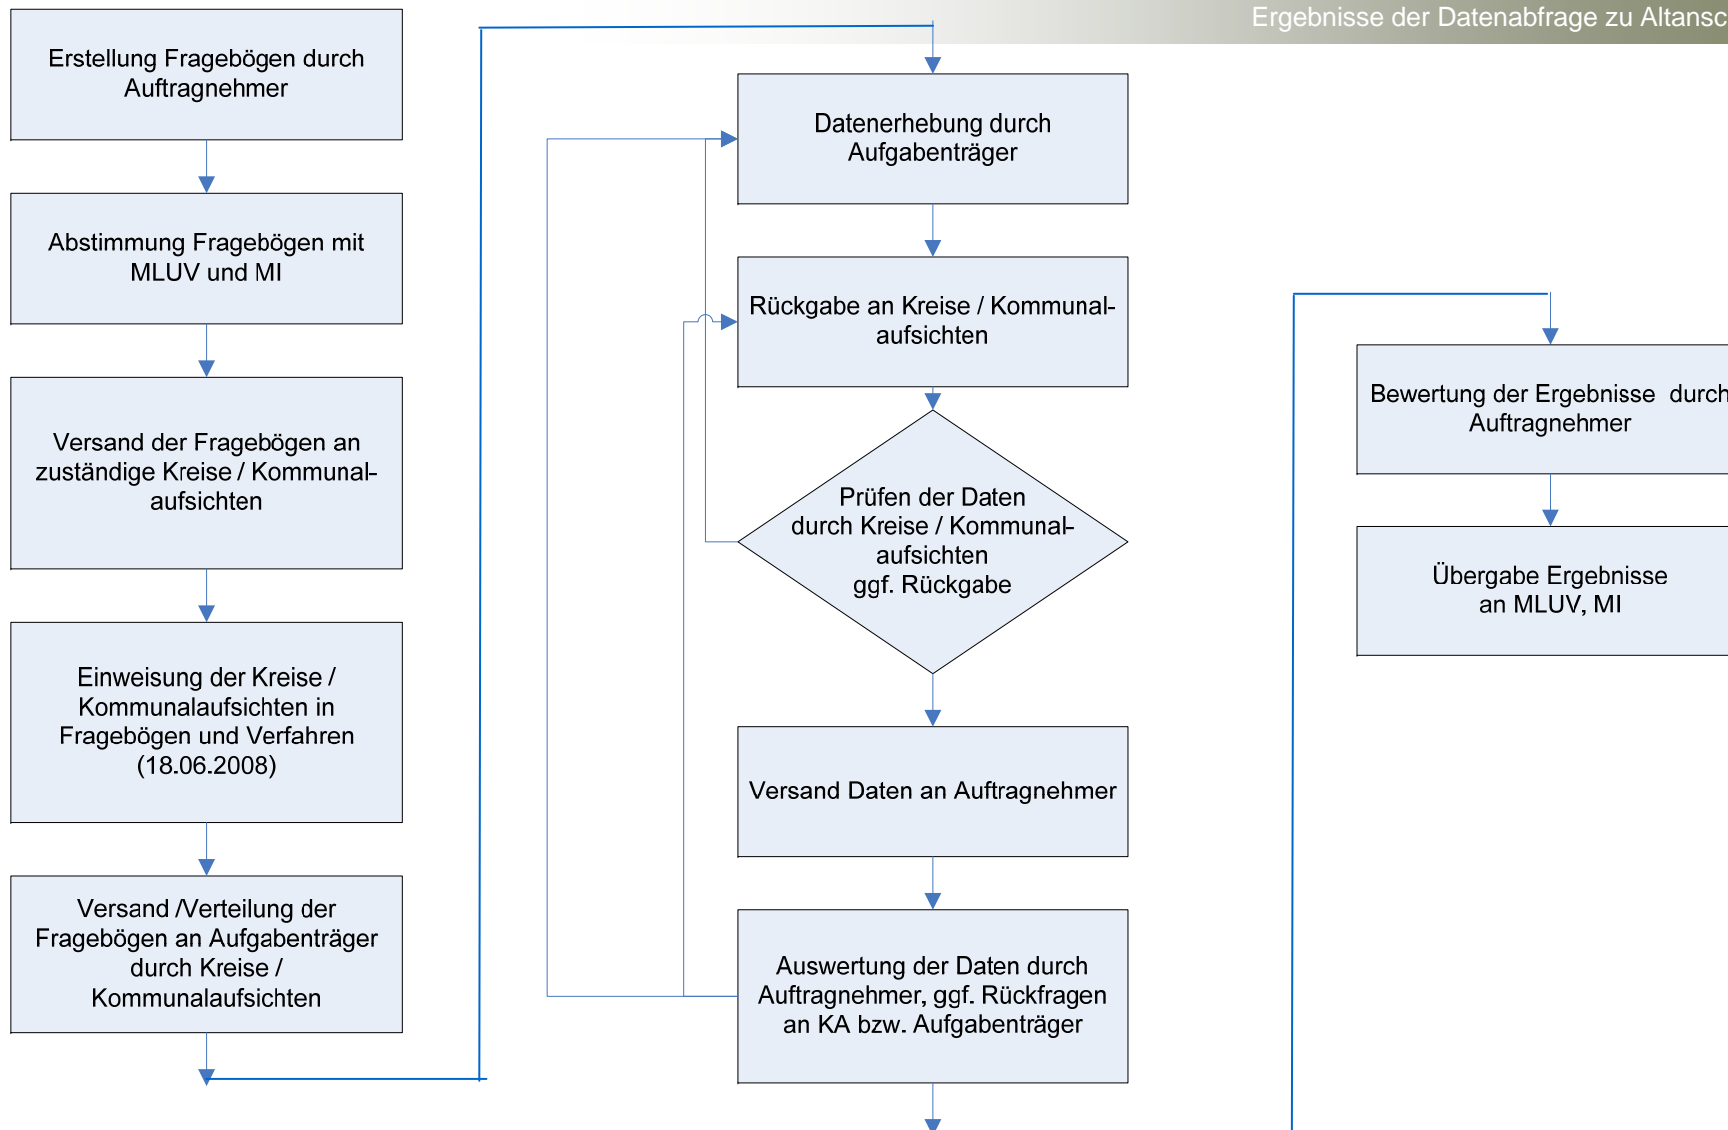 Ergebnisse der Datenabfrage zu
Erstellung Fragebögen durch
Auftragnehmer
Abstimmung Fragebögen mit
MLUV und MI
Versand der Fragebögen an
zuständige Kreise / Kommunal-
aufsichten
Einweisung der Kreise /
Kommunalaufsichten in
Fragebögen und Verfahren
(18.06.2008)
Versand /Verteilung der
Fragebögen an Aufgabenträger
durch Kreise /
Kommunalaufsichten
Datenerhebung durch
Aufgabenträger
Rückgabe an Kreise / Kommunal-
aufsichten
Prüfen der Daten
durch Kreise / Kommunal-
aufsichten
ggf. Rückgabe
Versand Daten an Auftragnehmer
Auswertung der Daten durch
Auftragnehmer, ggf. Rückfragen
an KA bzw. Aufgabenträger
Bewertung der Ergebnisse durch
Auftragnehmer
Übergabe Ergebnisse
an MLUV, MI